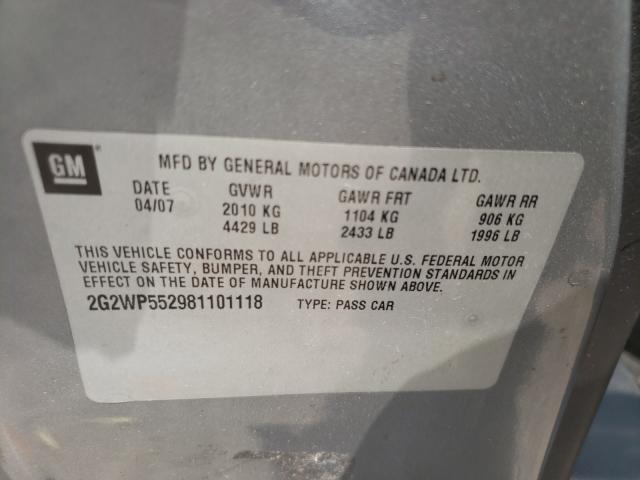 GM
MFD BY GENERAL MOTORS OF CANADA LTD.
DATE GVWR GAWR FRT GAWR RR
04/07 2010 KG 1104 KG 906 KG
4429 LB 2433 LB 1996 LB
THIS VEHICLE CONFORMS TO ALL APPLICABLE U.S. FEDERAL MOTOR
VEHICLE SAFETY, BUMPER, AND THEFT PREVENTION STANDARDS IN
EFFECT ON THE DATE OF MANUFACTURE SHOWN ABOVE.
2G2WP552981101118 TYPE: PASS CAR